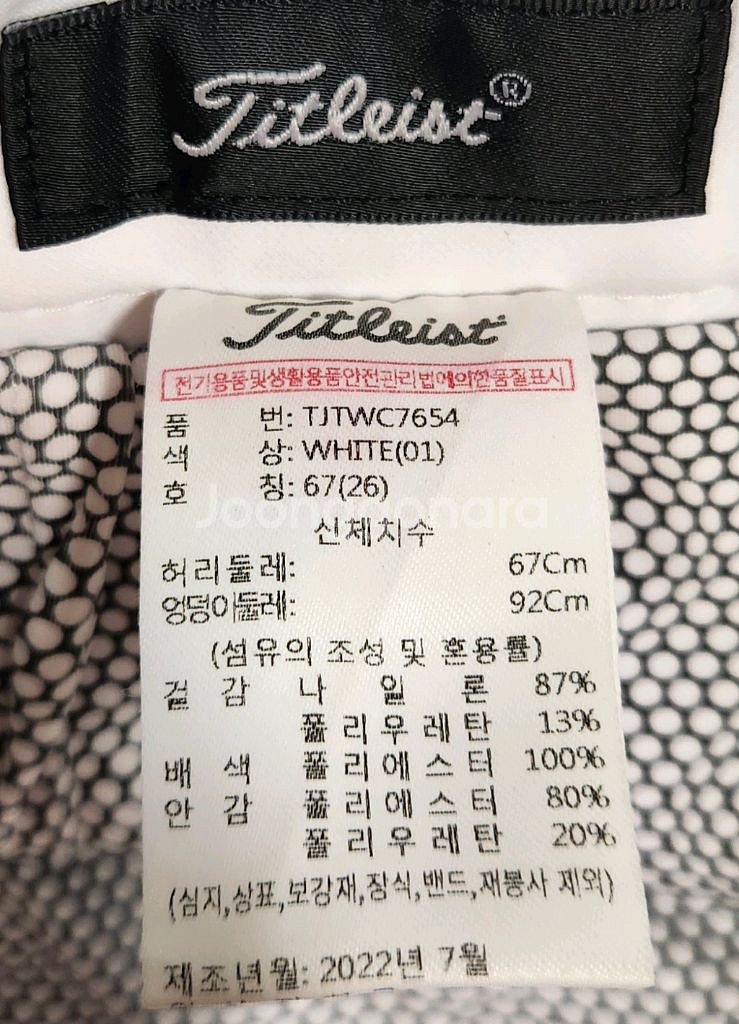 Titleist®
Titleist
전기용품및생활용품안전관리법에의한품질표시
품 번: TJTWC7654
색 상: WHITE(01)
호 칭: 67(26)
Joonggonara
신체치수
허리둘레: 67Cm
엉덩이둘레: 92Cm
(섬유의 조성 및 혼용률)
겉 감 나 일 론 87%
폴 리 우 레 탄 13%
배 색 폴 리 에 스 터 100%
안 감 폴 리 에 스 터 80%
폴 리 우 레 탄 20%
(심지,상표,보강재,장식,밴드,재봉사 제외)
제조년월: 2022년 7월